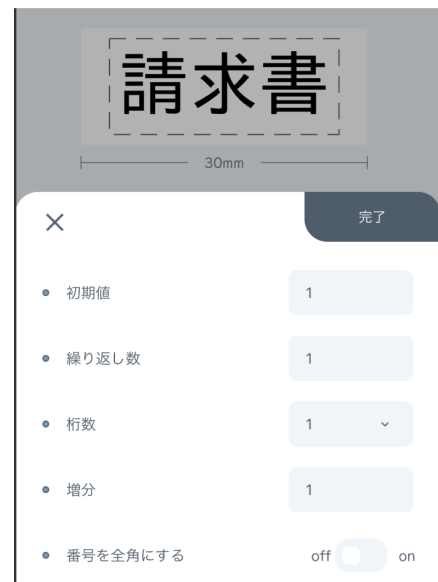 請求書
30mm
完了
初期値 1
繰り返し数 1
桁数 1
増分 1
番号を全角にする off on